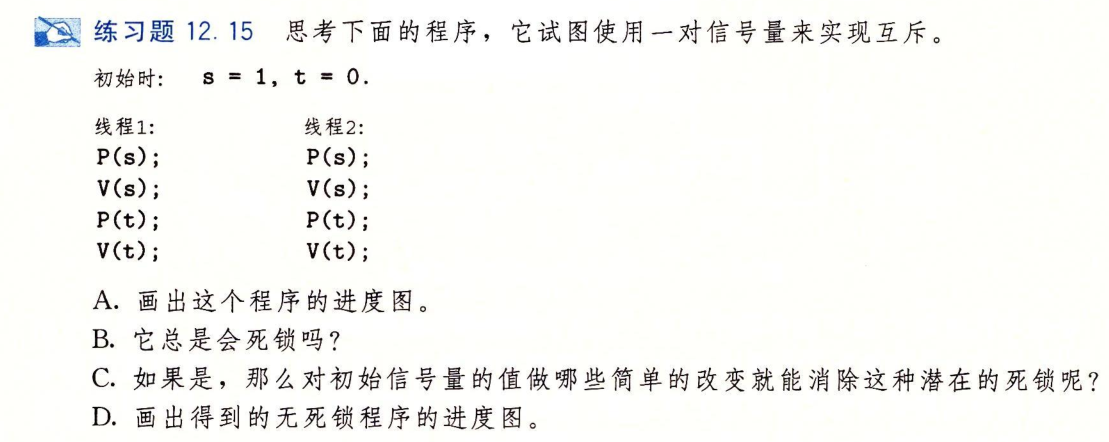 练习题 12.15 思考下面的程序，它试图使用一对信号量来实现互斥。
初始时： s = 1, t = 0.
线程1： 线程2：
P(s); P(s);
V(s); V(s);
P(t); P(t);
V(t); V(t);
A. 画出这个程序的进度图。
B. 它总是会死锁吗？
C. 如果是，那么对初始信号量的值做哪些简单的改变就能消除这种潜在的死锁呢？
D. 画出得到的无死锁程序的进度图。